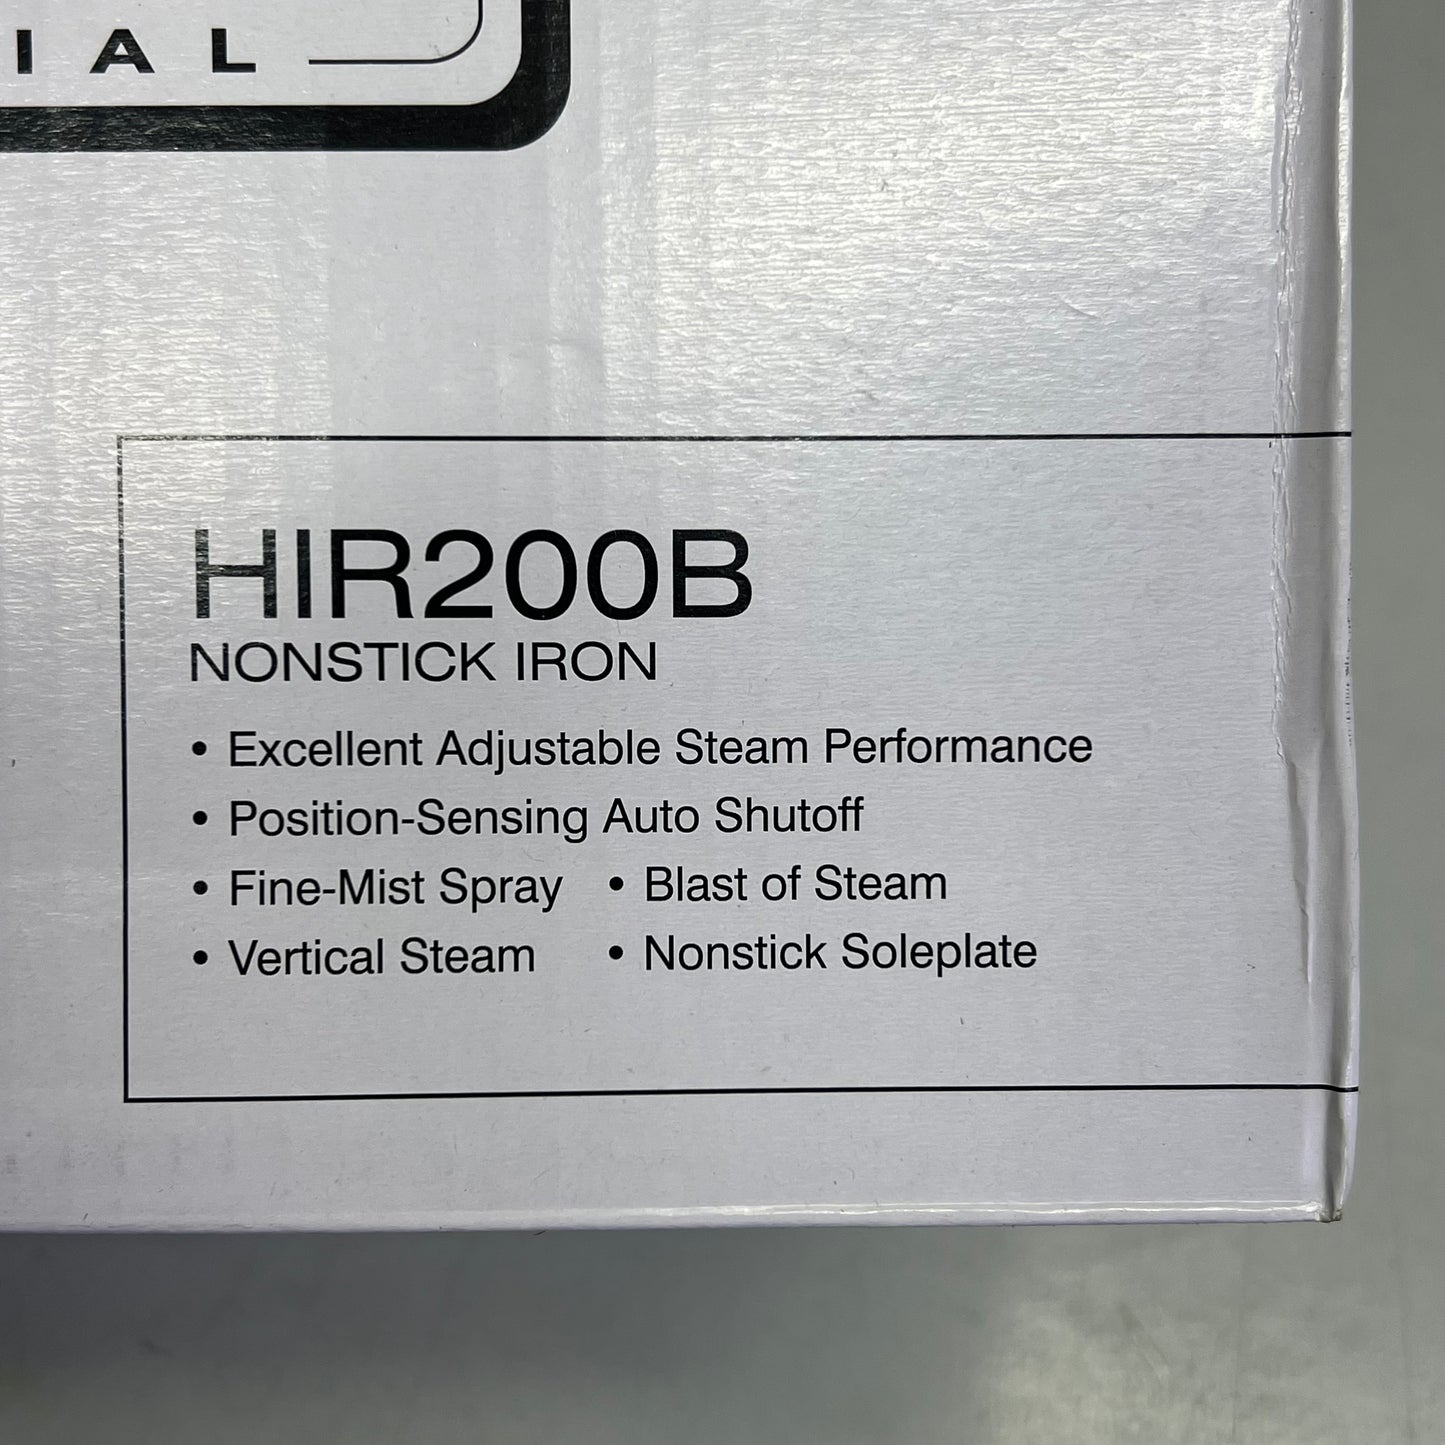 IAL
HIR200B
NONSTICK IRON
• Excellent Adjustable Steam Performance
• Position-Sensing Auto Shutoff
• Fine-Mist Spray • Blast of Steam
• Vertical Steam • Nonstick Soleplate